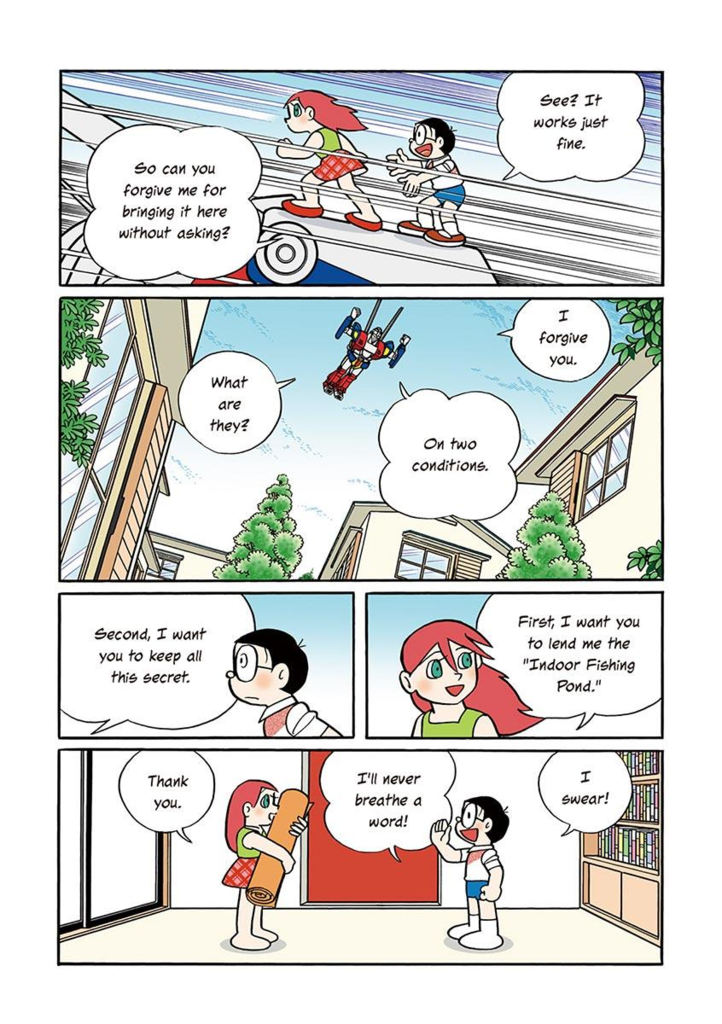 See? It
works just
fine.
So can you
forgive me for
bringing it here
without asking?
I
forgive
you.
On two
conditions.
What
are
they?
First, I want you
to lend me the
"Indoor Fishing
Pond."
Second, I want
you to keep all
this secret.
I
swear!
I'll never
breathe a
word!
Thank
you.